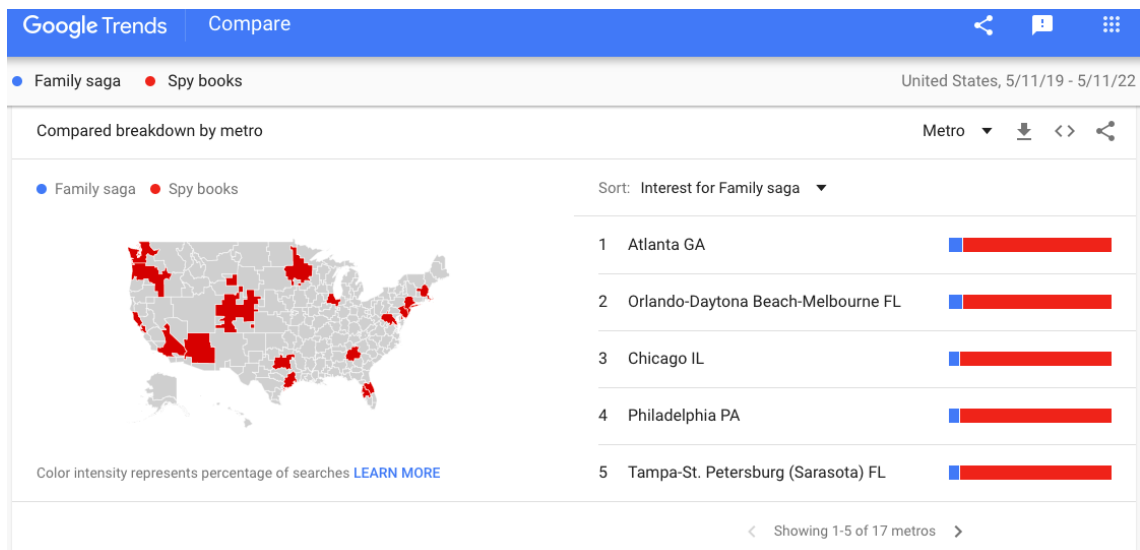 Google Trends Compare
Family saga Spy books United States, 5/11/19 - 5/11/22
Compared breakdown by metro Metro
Family saga Spy books
Sort: Interest for Family saga
1 Atlanta GA
2 Orlando-Daytona Beach-Melbourne FL
3 Chicago IL
4 Philadelphia PA
5 Tampa-St. Petersburg (Sarasota) FL
Color intensity represents percentage of searches LEARN MORE
Showing 1-5 of 17 metros